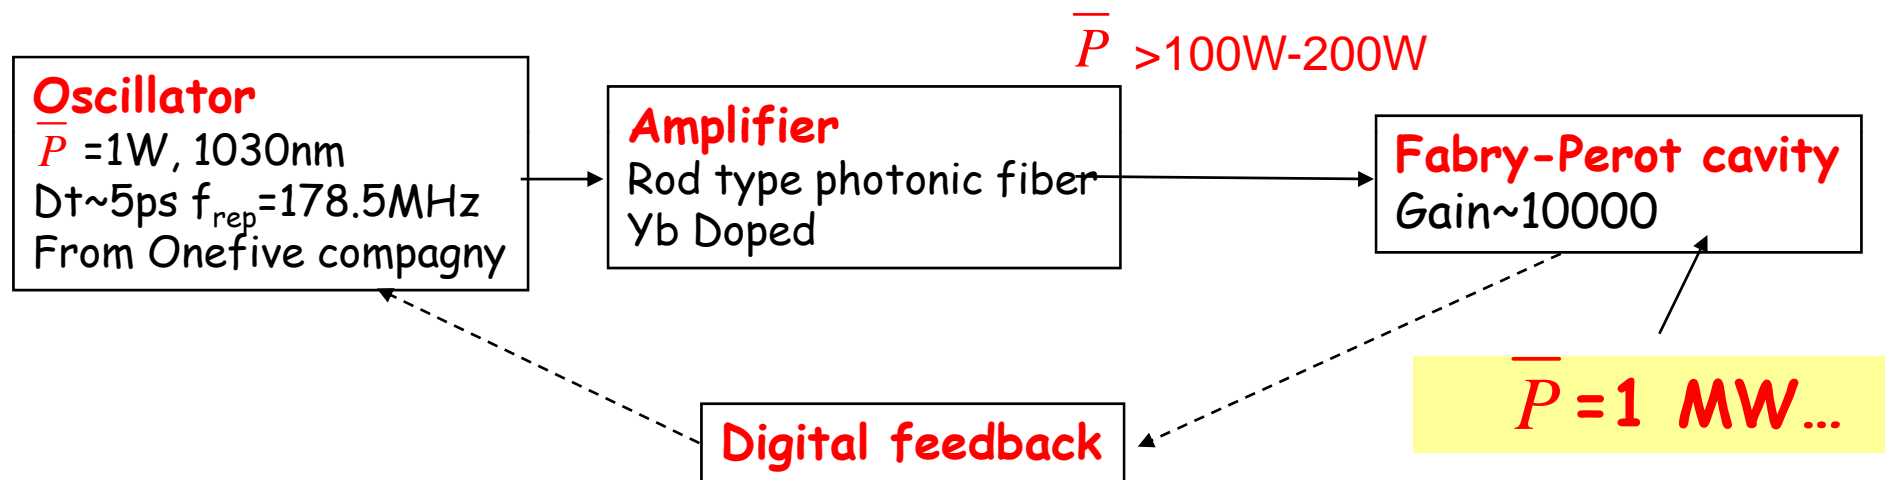 P̅ >100W-200W
Oscillator
P̅ =1W, 1030nm
Dt~5ps f_rep=178.5MHz
From Onefive compagny
Amplifier
Rod type photonic fiber
Yb Doped
Fabry-Perot cavity
Gain~10000
P̅ =1 MW…
Digital feedback